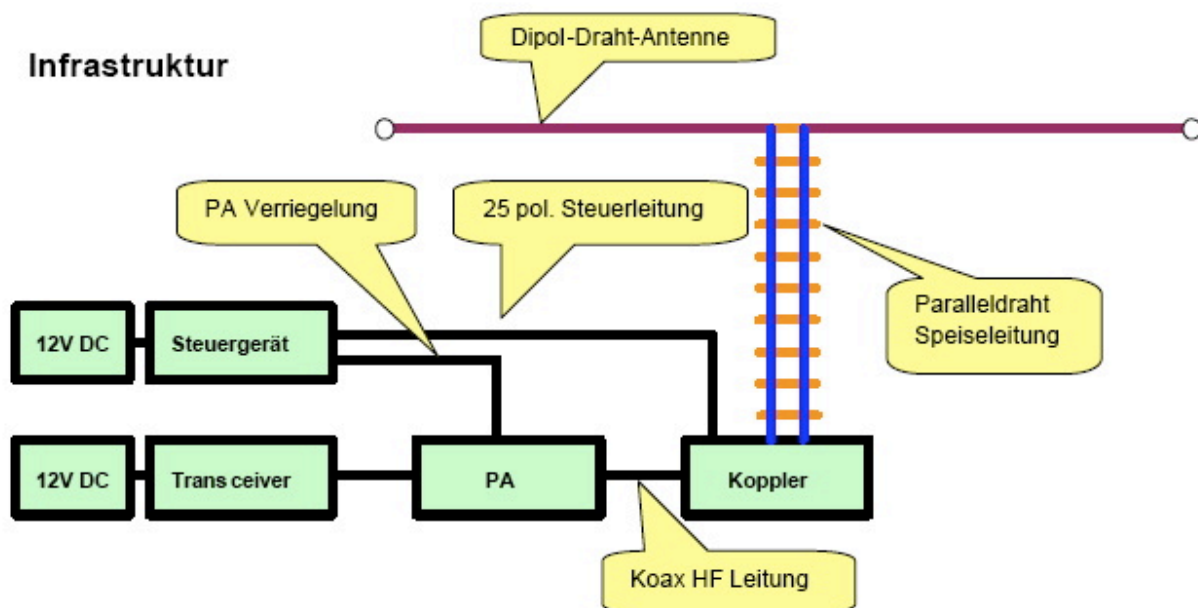 Infrastruktur
Dipol-Draht-Antenne
PA Verriegelung
25 pol. Steuerleitung
Paralleldraht
Speiseleitung
12V DC
Steuergerät
12V DC
Trans ceiver
PA
Koppler
Koax HF Leitung